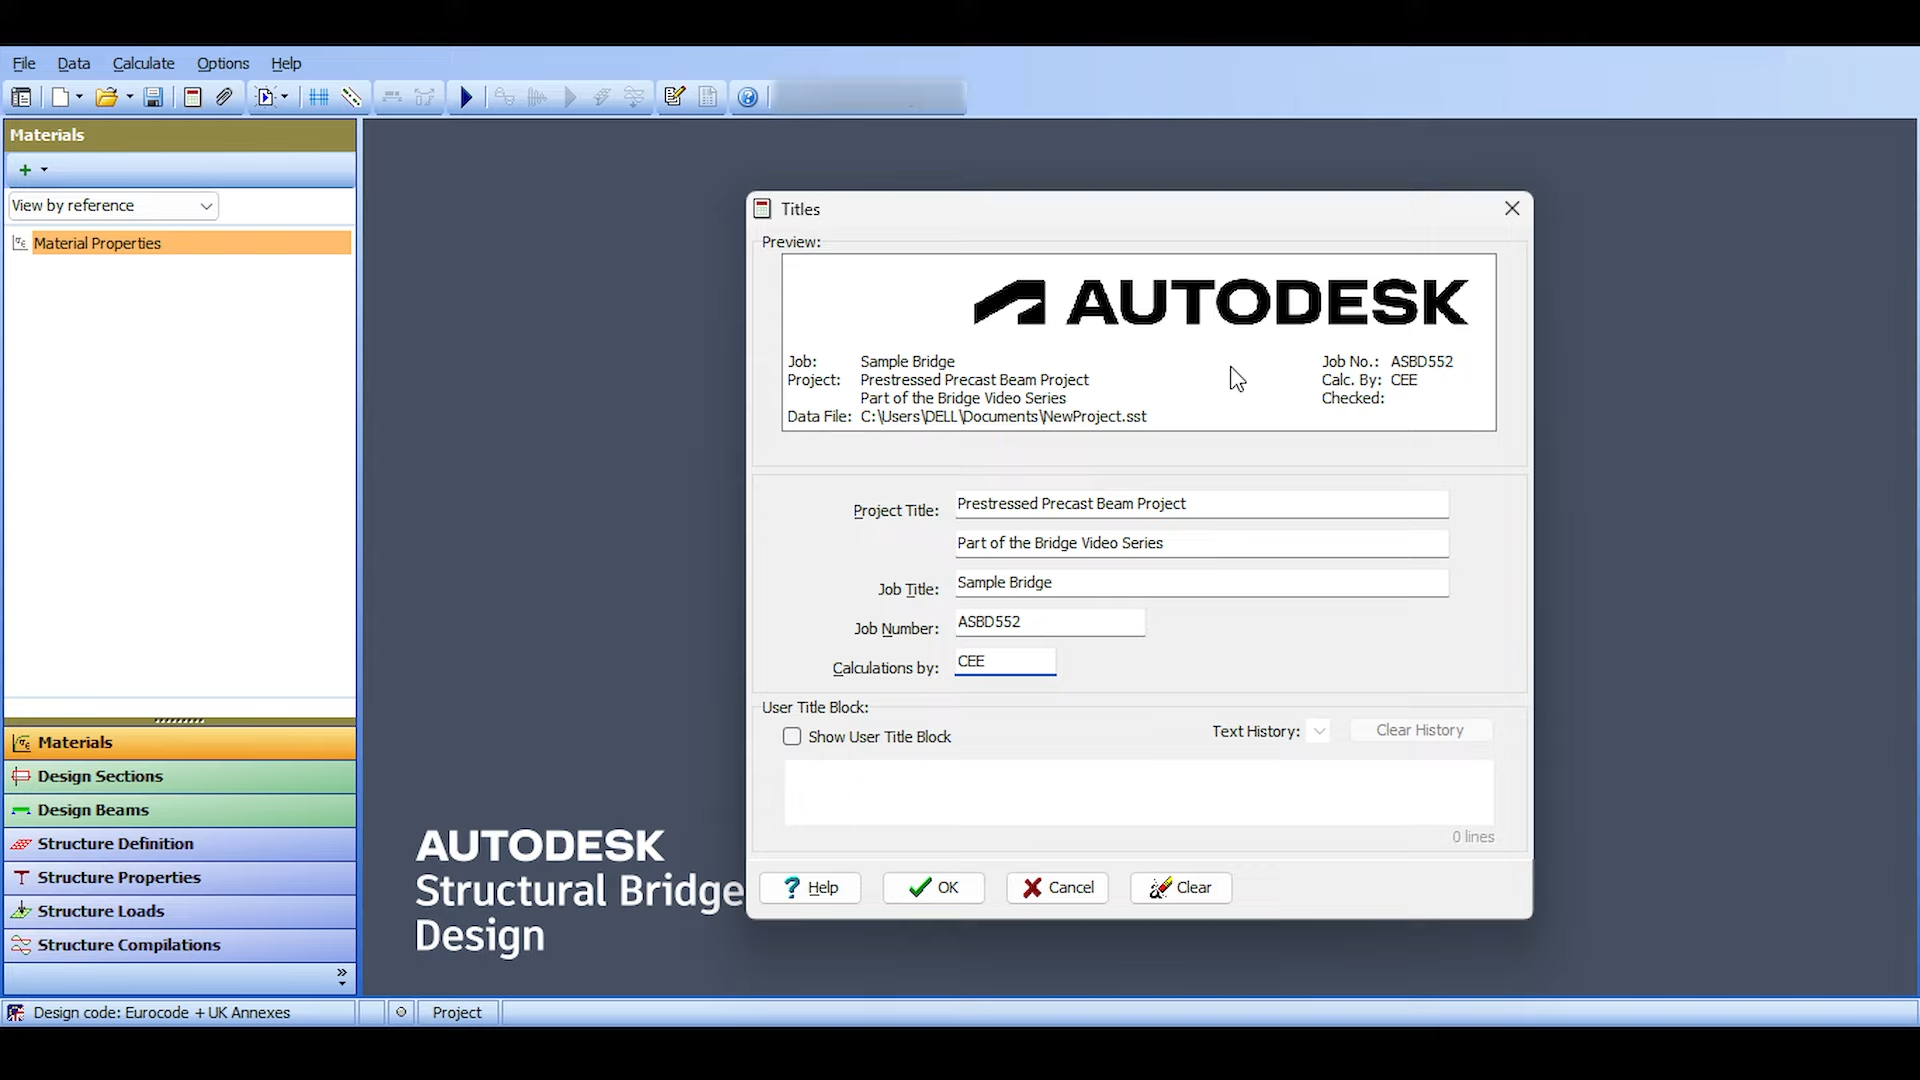 File Data Calculate Options Help
Materials
View by reference
Material Properties
Materials
Design Sections
Design Beams
Structure Definition
Structure Properties
Structure Loads
Structure Compilations
Design code: Eurocode + UK Annexes Project
AUTODESK
Structural Bridge
Design
Titles
Preview:
AUTODESK
Job: Sample Bridge Job No.: ASBD552
Project: Prestressed Precast Beam Project Calc. By: CEE
Part of the Bridge Video Series Checked:
Data File: C:\Users\DELL\Documents\NewProject.sst
Project Title: Prestressed Precast Beam Project
Part of the Bridge Video Series
Job Title: Sample Bridge
Job Number: ASBD552
Calculations by: CEE
User Title Block:
Show User Title Block Text History: Clear History
0 lines
Help OK Cancel Clear